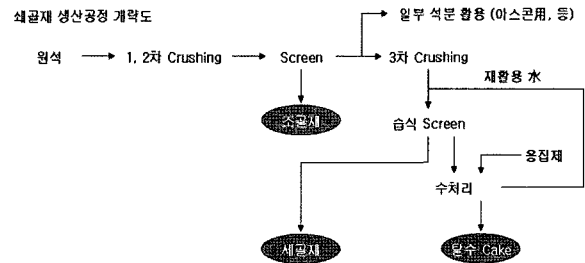 쇄골재 생산공정 개략도
일부 석분 활용 (아스콘用, 등)
원석
1, 2차 Crushing
Screen
3차 Crushing
재활용 水
조골재
습식 Screen
응집제
수처리
세골재
탈수 Cake